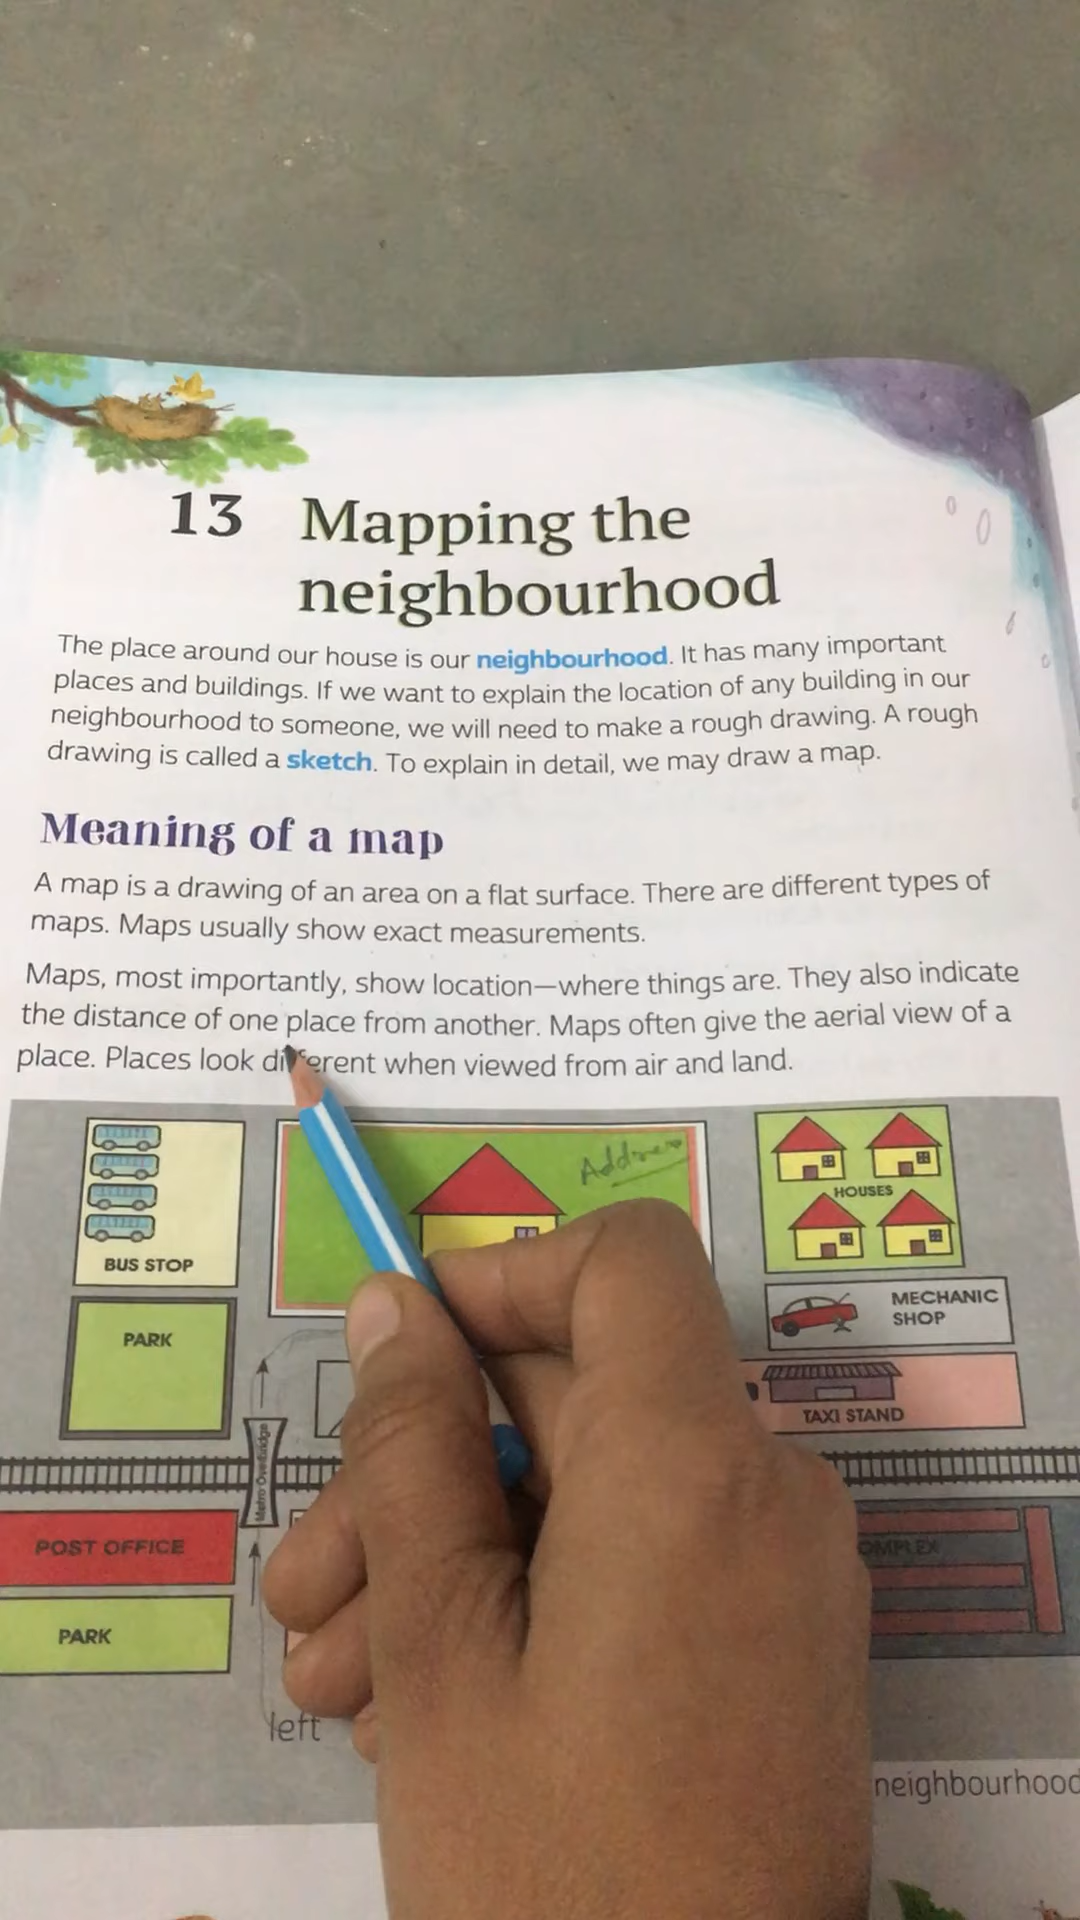 13 Mapping the
neighbourhood
The place around our house is our neighbourhood. It has many important
places and buildings. If we want to explain the location of any building in our
neighbourhood to someone, we will need to make a rough drawing. A rough
drawing is called a sketch. To explain in detail, we may draw a map.
Meaning of a map
A map is a drawing of an area on a flat surface. There are different types of
maps. Maps usually show exact measurements.
Maps, most importantly, show location—where things are. They also indicate
the distance of one place from another. Maps often give the aerial view of a
place. Places look different when viewed from air and land.
Address
HOUSES
BUS STOP
MECHANIC
SHOP
PARK
TAXI STAND
Metro Overbridge
POST OFFICE
OMPLEX
PARK
left
neighbourhood